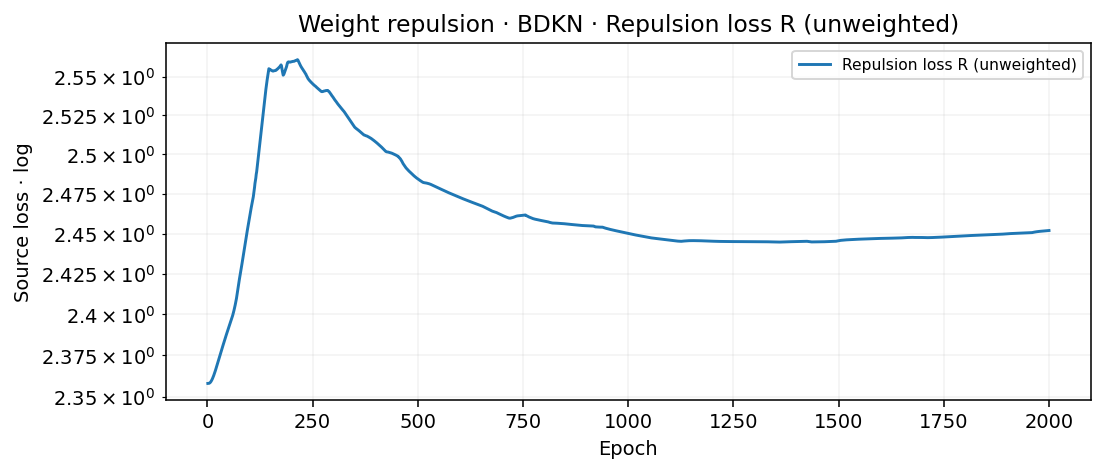 Weight repulsion · BDKN · Repulsion loss R (unweighted)
Repulsion loss R (unweighted)
Source loss · log
2.55 × 10⁰
2.525 × 10⁰
2.5 × 10⁰
2.475 × 10⁰
2.45 × 10⁰
2.425 × 10⁰
2.4 × 10⁰
2.375 × 10⁰
2.35 × 10⁰
0 250 500 750 1000 1250 1500 1750 2000
Epoch